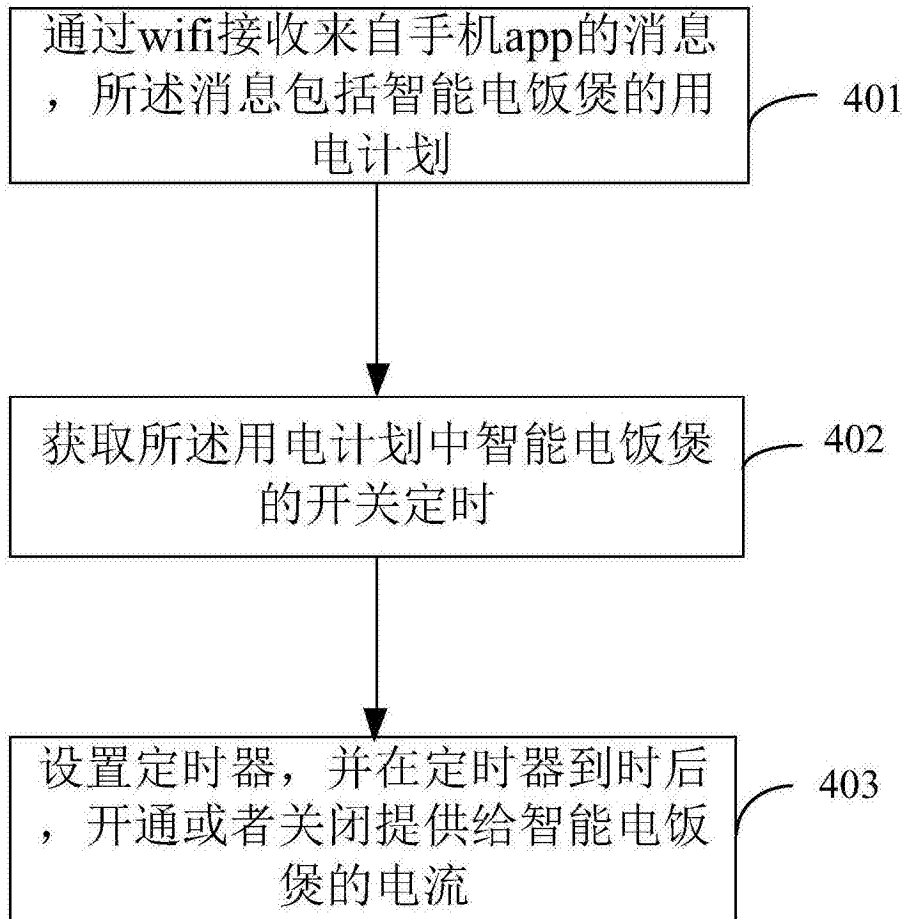 通过wifi接收来自手机app的消息
，所述消息包括智能电饭煲的用
电计划
401
获取所述用电计划中智能电饭煲
的开关定时
402
设置定时器，并在定时器到时后
，开通或者关闭提供给智能电饭
煲的电流
403